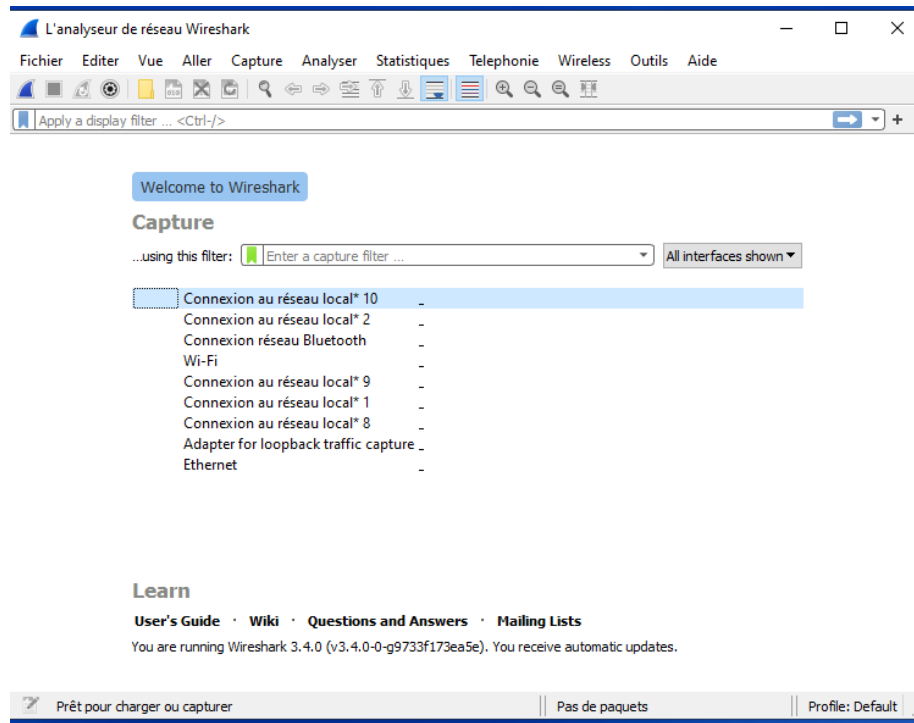 L'analyseur de réseau Wireshark
Fichier Editer Vue Aller Capture Analyser Statistiques Telephonie Wireless Outils Aide
Apply a display filter ... <Ctrl-/>
Welcome to Wireshark
Capture
...using this filter: Enter a capture filter ... All interfaces shown
Connexion au réseau local* 10
Connexion au réseau local* 2
Connexion réseau Bluetooth
Wi-Fi
Connexion au réseau local* 9
Connexion au réseau local* 1
Connexion au réseau local* 8
Adapter for loopback traffic capture
Ethernet
Learn
User's Guide · Wiki · Questions and Answers · Mailing Lists
You are running Wireshark 3.4.0 (v3.4.0-0-g9733f173ea5e). You receive automatic updates.
Prêt pour charger ou capturer Pas de paquets Profile: Default